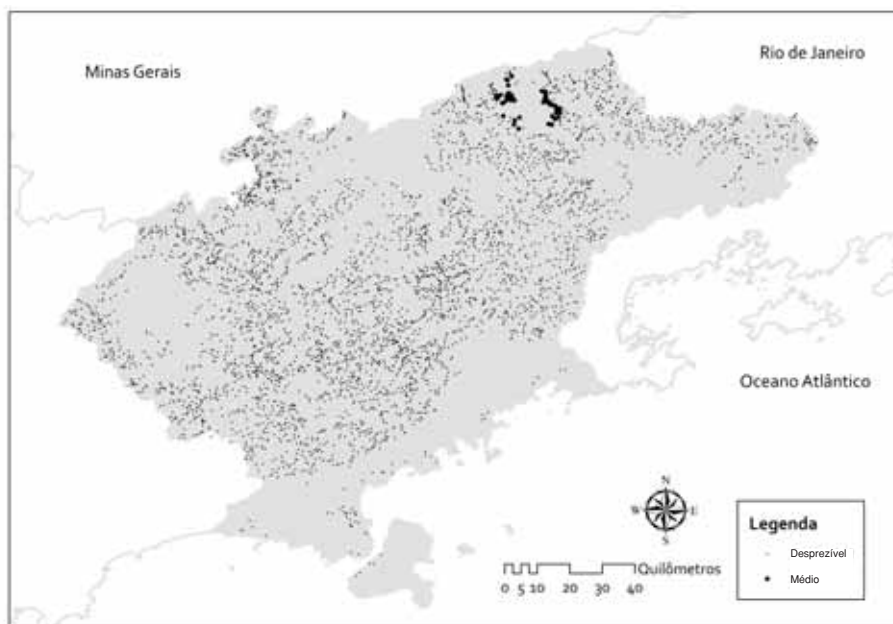 Minas Gerais
Rio de Janeiro
Oceano Atlântico
N
W E
S
Legenda
Desprezível
Médio
Quilômetros
0 5 10 20 30 40